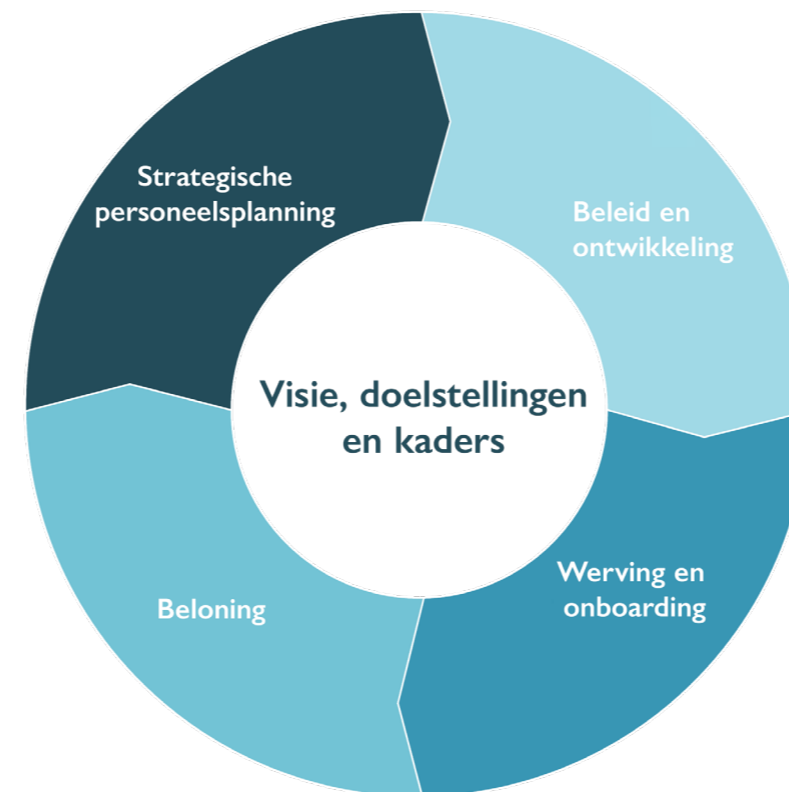 Strategische
personeelsplanning
Beleid en
ontwikkeling
Visie, doelstellingen
en kaders
Werving en
onboarding
Beloning